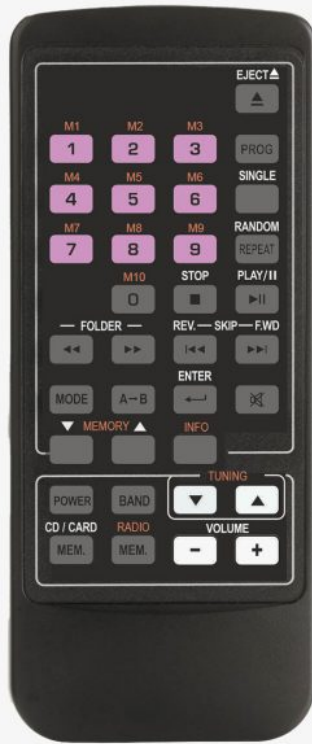 EJECT⏏
⏏
M1 M2 M3
1 2 3 PROG
M4 M5 M6 SINGLE
4 5 6
M7 M8 M9 RANDOM
7 8 9 REPEAT
M10 STOP PLAY/II
0 ■ ▶II
— FOLDER — REV. — SKIP — F.WD
◀◀ ▶▶ I◀◀ ▶▶I
ENTER
MODE A→B
▼ MEMORY ▲ INFO
TUNING
POWER BAND ▼ ▲
CD / CARD RADIO VOLUME
MEM. MEM. − +